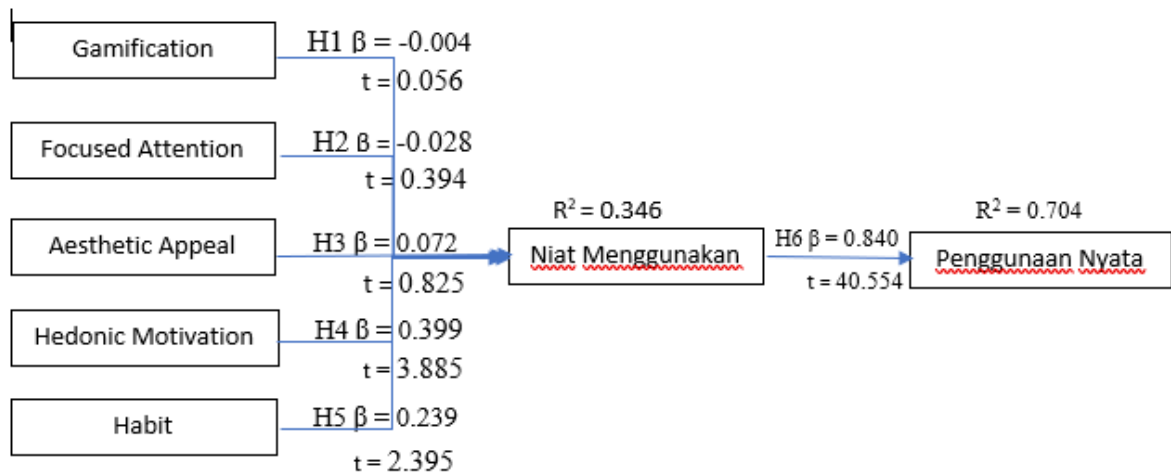 Gamification
H1 β = -0.004
t = 0.056
Focused Attention
H2 β = -0.028
t = 0.394
Aesthetic Appeal
H3 β = 0.072
t = 0.825
Hedonic Motivation
H4 β = 0.399
t = 3.885
Habit
H5 β = 0.239
t = 2.395
R² = 0.346
Niat Menggunakan
H6 β = 0.840
t = 40.554
R² = 0.704
Penggunaan Nyata